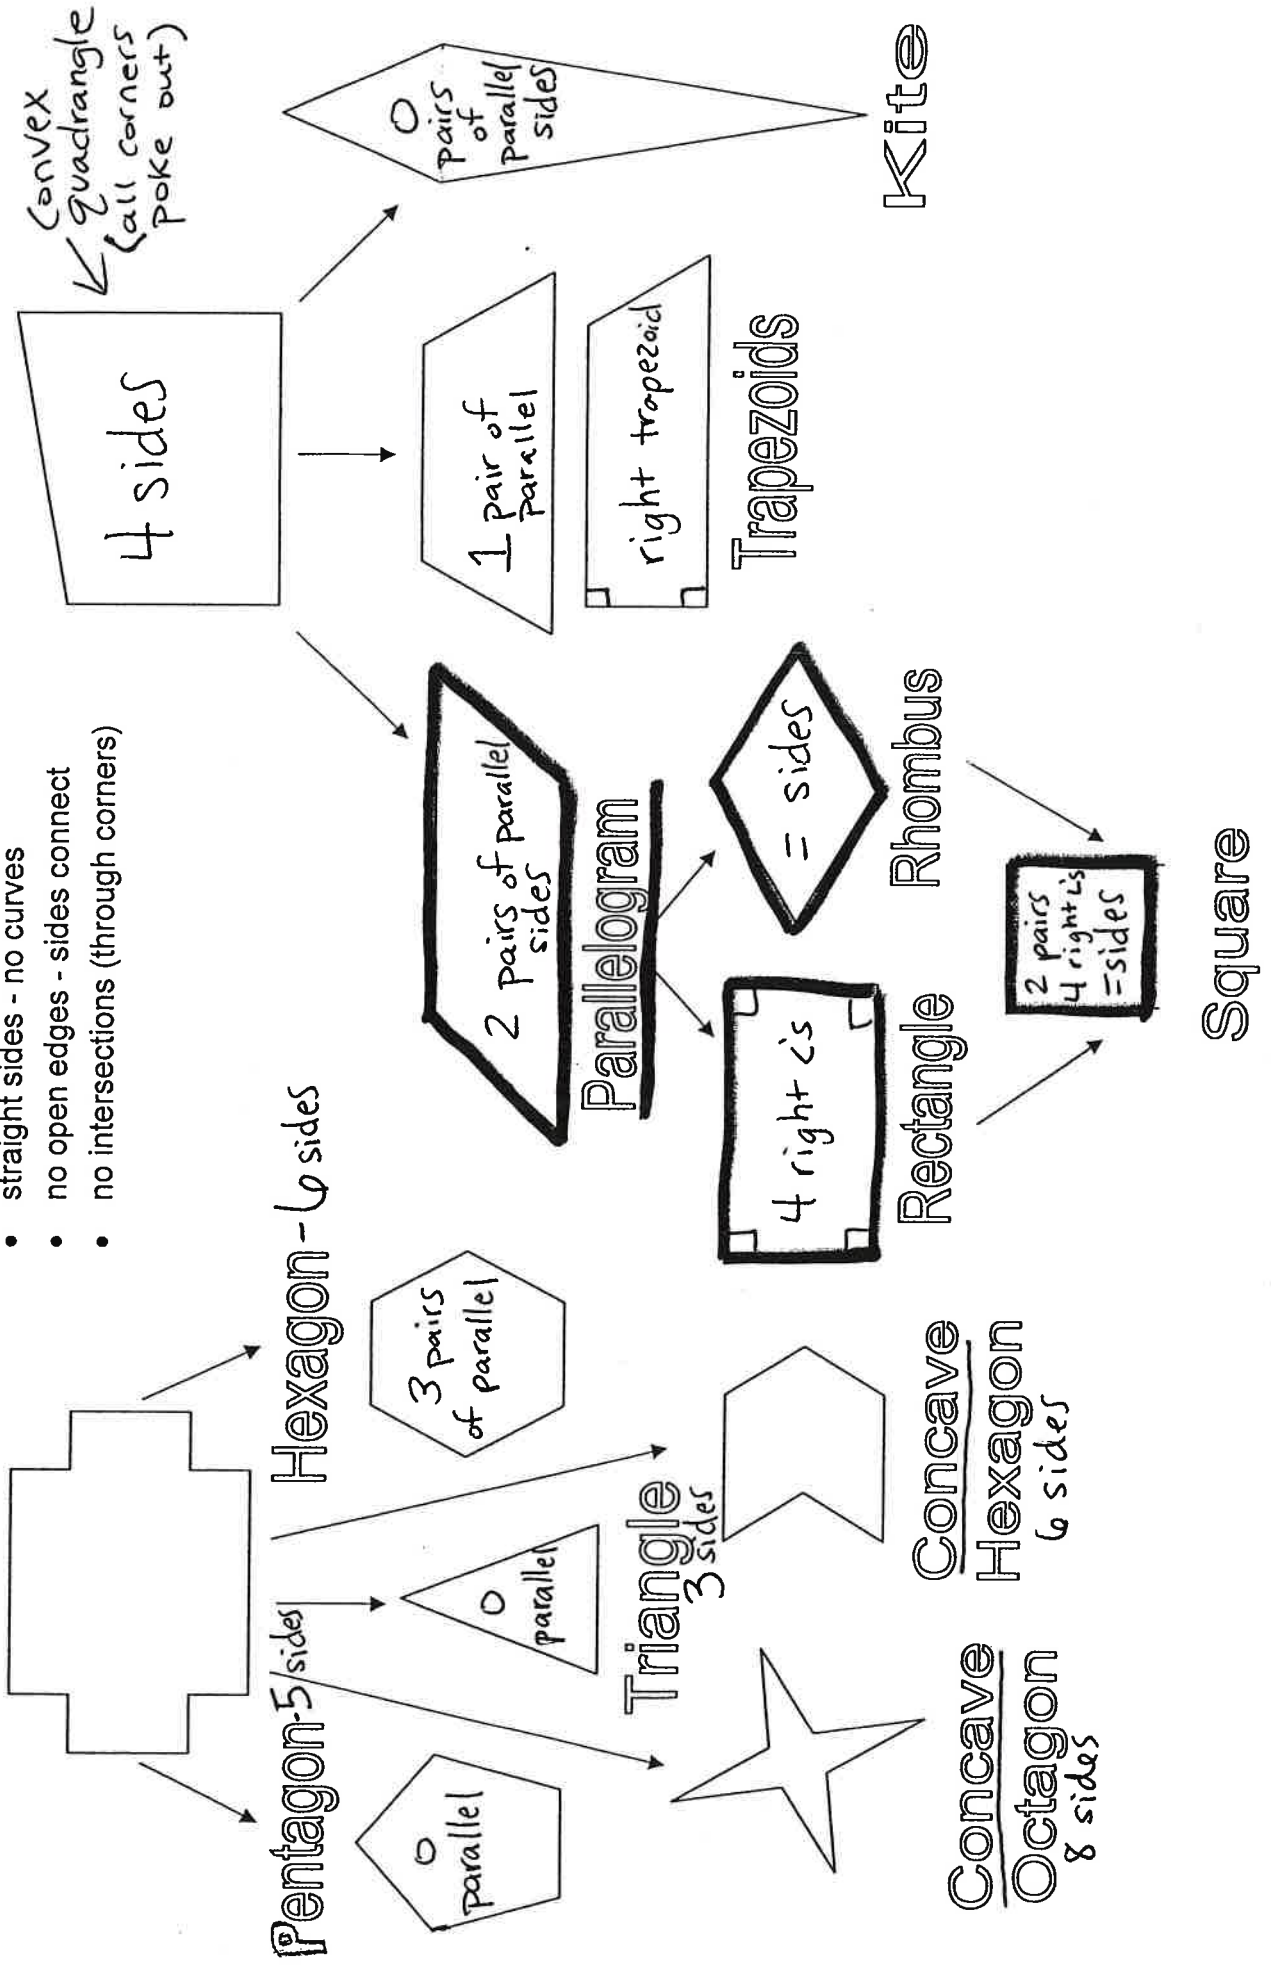 • straight sides - no curves
• no open edges - sides connect
• no intersections (through corners)
Convex
quadrangle
(all corners
poke out)
4 sides
Pentagon-5 sides
0
parallel
Hexagon-6 sides
3 pairs
of parallel
0
parallel
Triangle
3 sides
Concave
Octagon
8 sides
Concave
Hexagon
6 sides
2 pairs of parallel
sides
Parallelogram
4 right ∠'s
Rectangle
= sides
Rhombus
2 pairs
4 right ∠'s
= sides
Square
1 pair of
parallel
right trapezoid
Trapezoids
0
pairs
of
parallel
sides
Kite